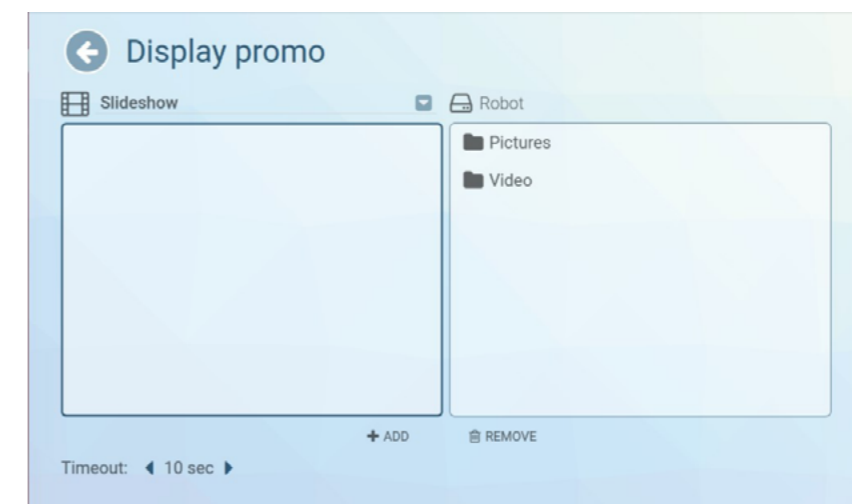 Display promo
Slideshow
Robot
Pictures
Video
ADD
REMOVE
Timeout: 10 sec